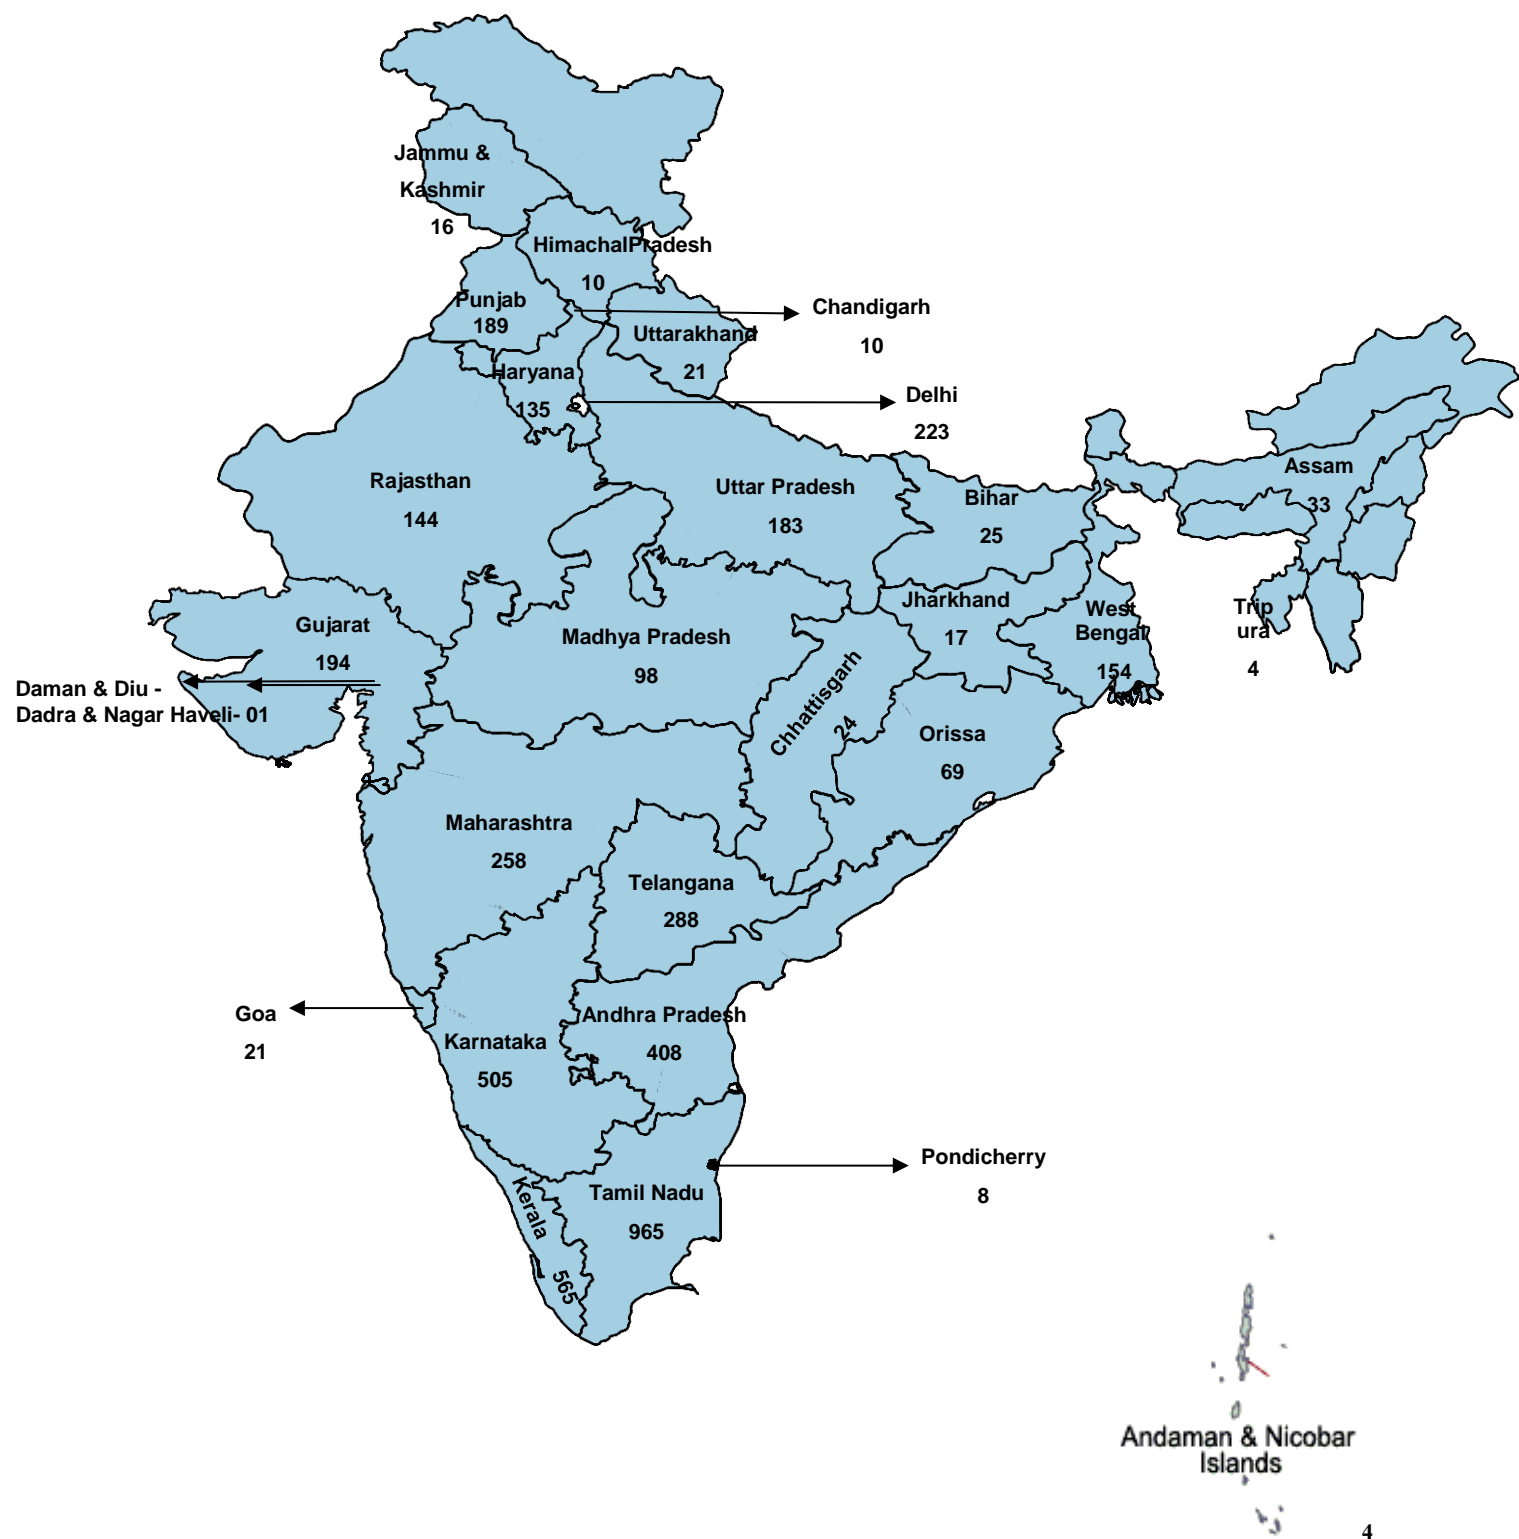 Jammu &
Kashmir
16
HimachalPradesh
10
Punjab
189
Chandigarh
10
Uttarakhand
21
Haryana
135
Delhi
223
Rajasthan
144
Uttar Pradesh
183
Bihar
25
Assam
33
Gujarat
194
Madhya Pradesh
98
Jharkhand
17
West
Bengal
154
Trip
ura
4
Daman & Diu -
Dadra & Nagar Haveli- 01
Chhattisgarh
24
Orissa
69
Maharashtra
258
Telangana
288
Goa
21
Karnataka
505
Andhra Pradesh
408
Pondicherry
8
Kerala
565
Tamil Nadu
965
Andaman & Nicobar
Islands
4